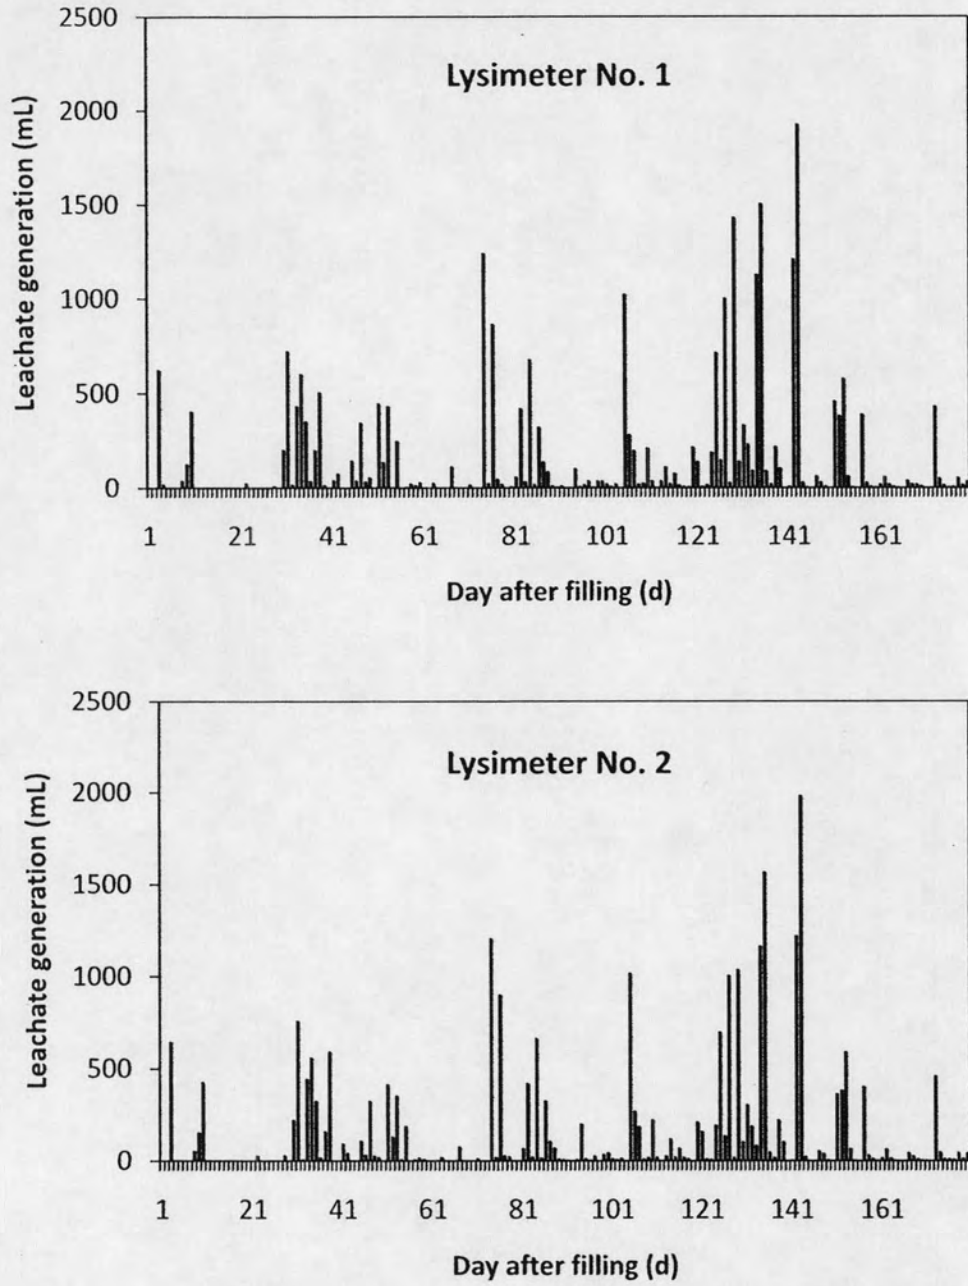 2500
Lysimeter No. 1
2000
1500
1000
500
0
Leachate generation (mL)
1 21 41 61 81 101 121 141 161
Day after filling (d)
2500
Lysimeter No. 2
2000
1500
1000
500
0
Leachate generation (mL)
1 21 41 61 81 101 121 141 161
Day after filling (d)